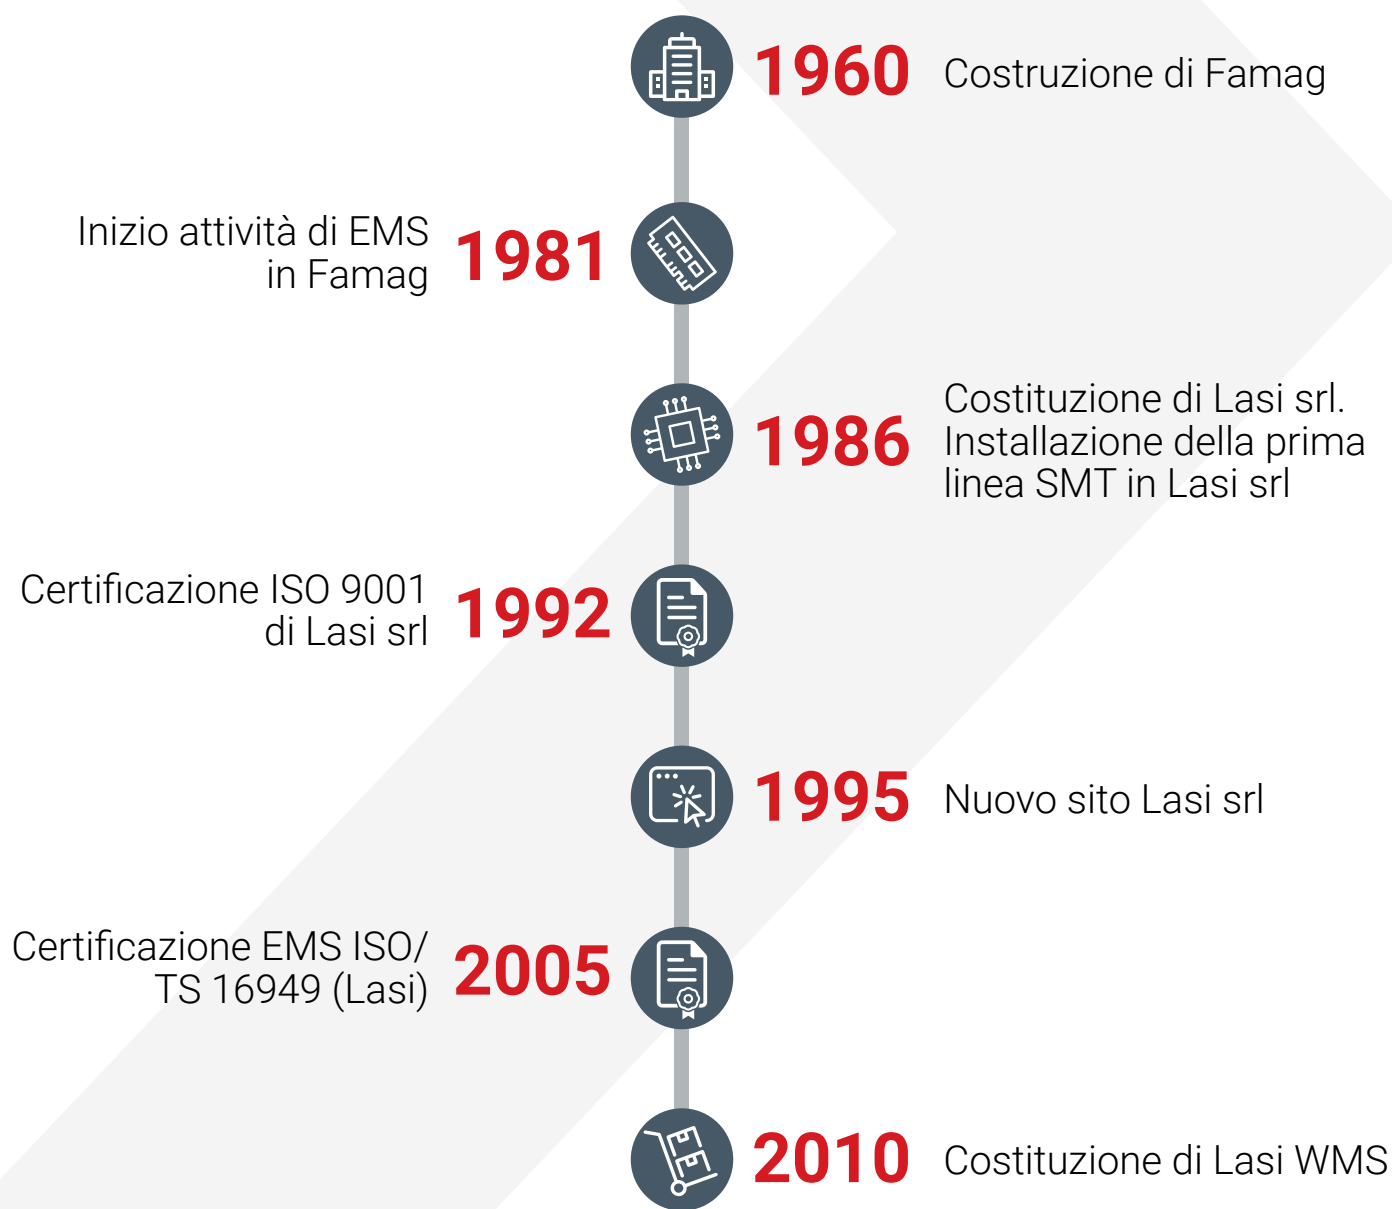 1960 Costruzione di Famag
Inizio attività di EMS
in Famag
1981
1986
Costituzione di Lasi srl.
Installazione della prima
linea SMT in Lasi srl
Certificazione ISO 9001
di Lasi srl
1992
1995 Nuovo sito Lasi srl
Certificazione EMS ISO/
TS 16949 (Lasi)
2005
2010 Costituzione di Lasi WMS